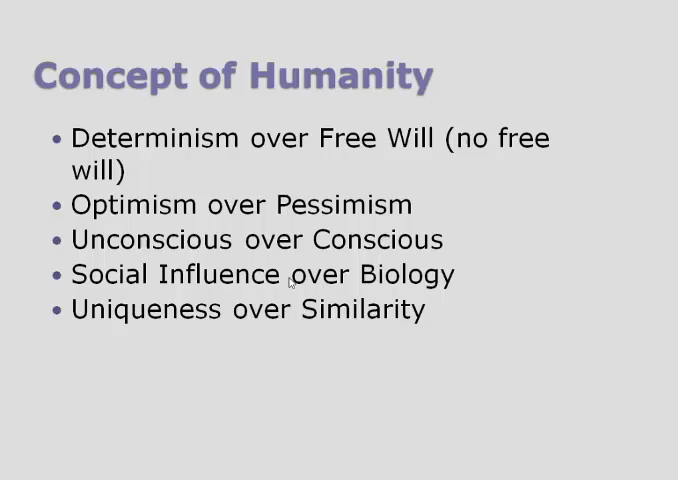 Concept of Humanity
• Determinism over Free Will (no free
will)
• Optimism over Pessimism
• Unconscious over Conscious
• Social Influence over Biology
• Uniqueness over Similarity